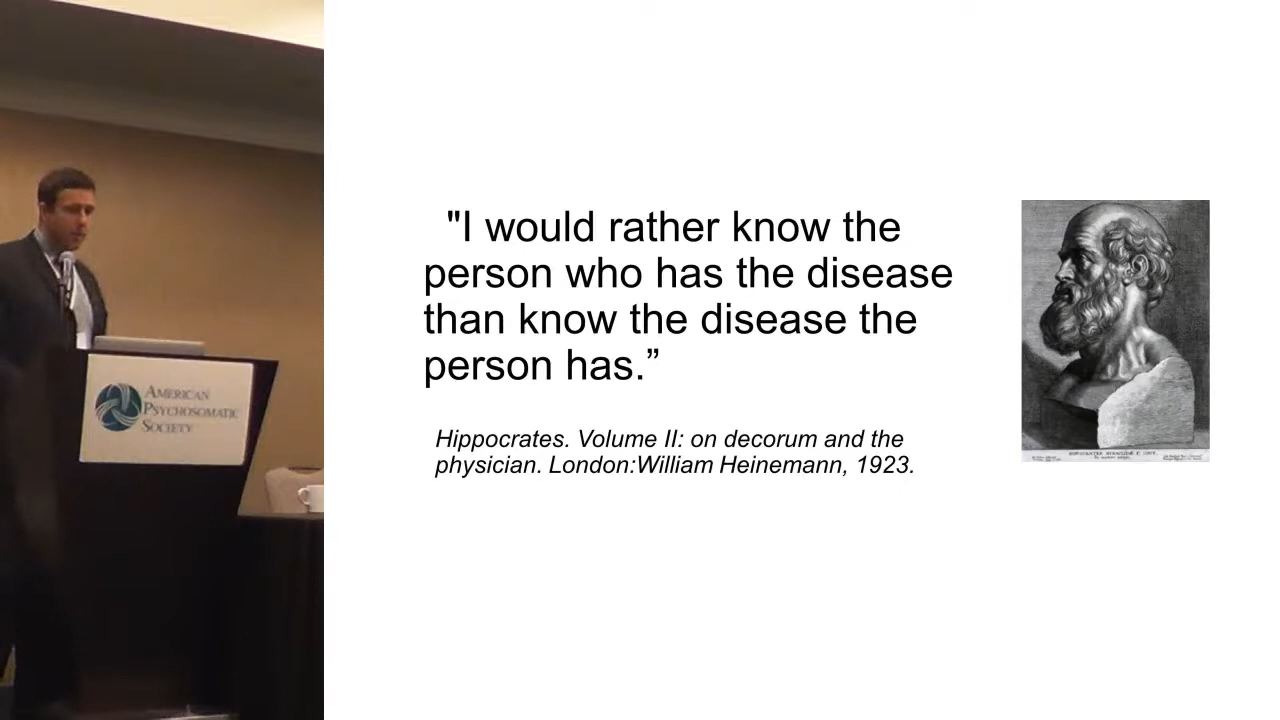 "I would rather know the
person who has the disease
than know the disease the
person has.”
Hippocrates. Volume II: on decorum and the
physician. London:William Heinemann, 1923.
AMERICAN
PSYCHOSOMATIC
SOCIETY